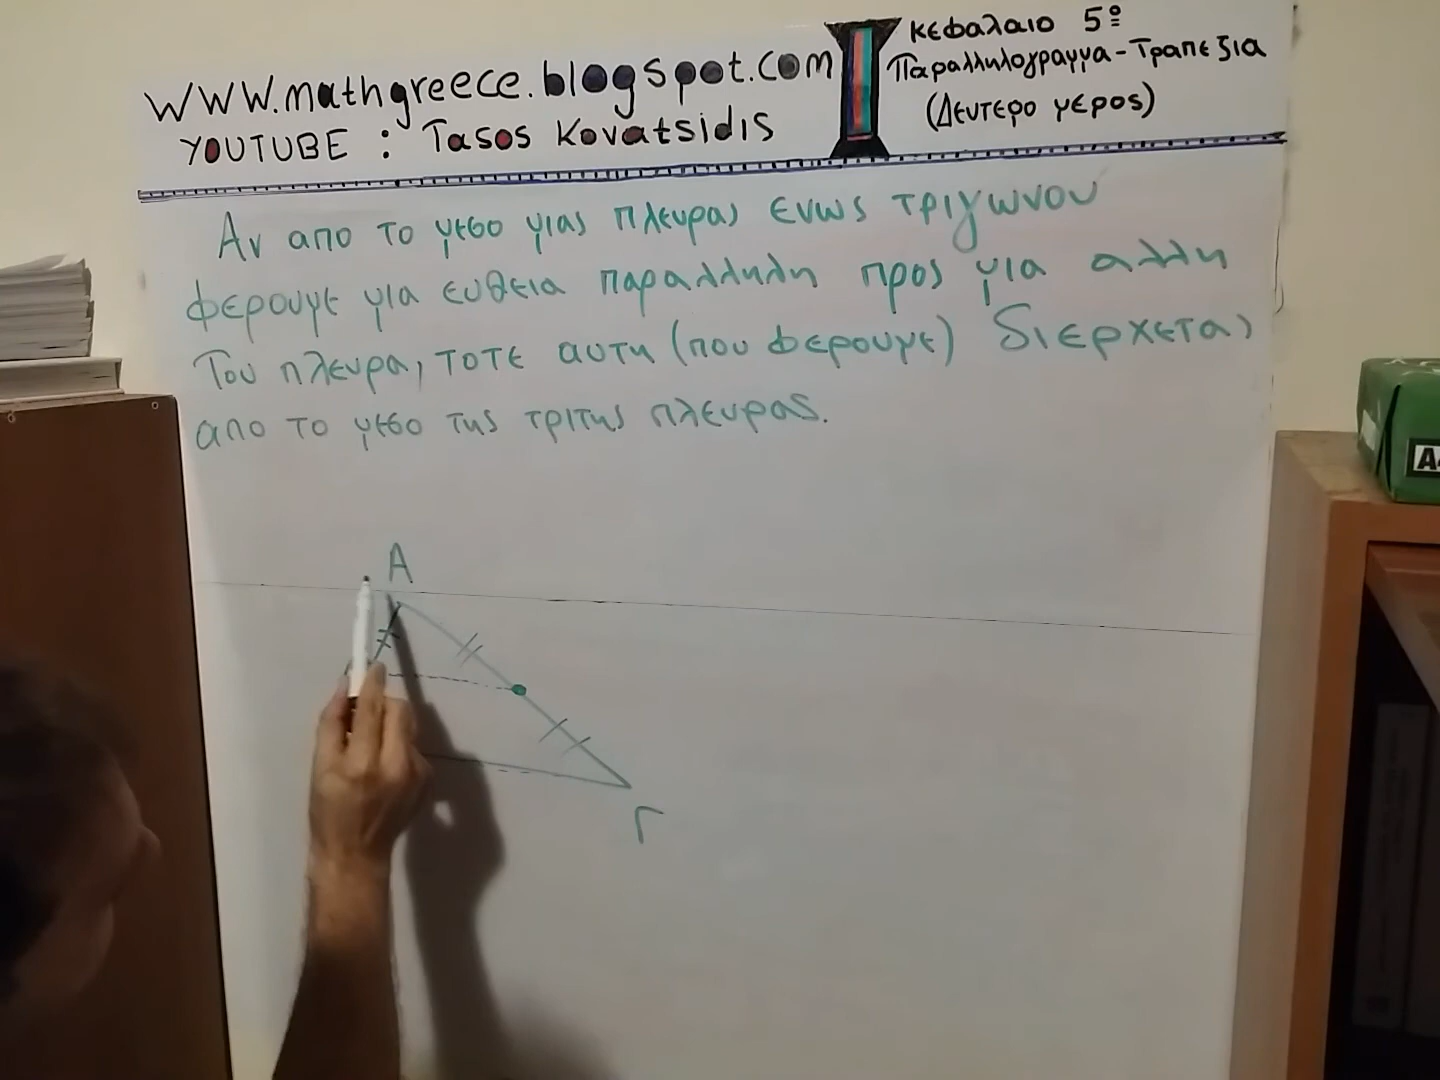 www.mathgreece.blogspot.com
YOUTUBE : Tasos Kovatsidis
κεφαλαιο 5º
Παραλληλογραμμα - Τραπεζια
(Δευτερο μερος)
Αν απο το μεσο μιας πλευρας ενως τριγωνου
φερουμε μια ευθεια παραλληλη προς μια αλλη
του πλευρα, τοτε αυτη (που φερουμε) διερχεται
απο το μεσο της τριτης πλευρας.
Α
Γ